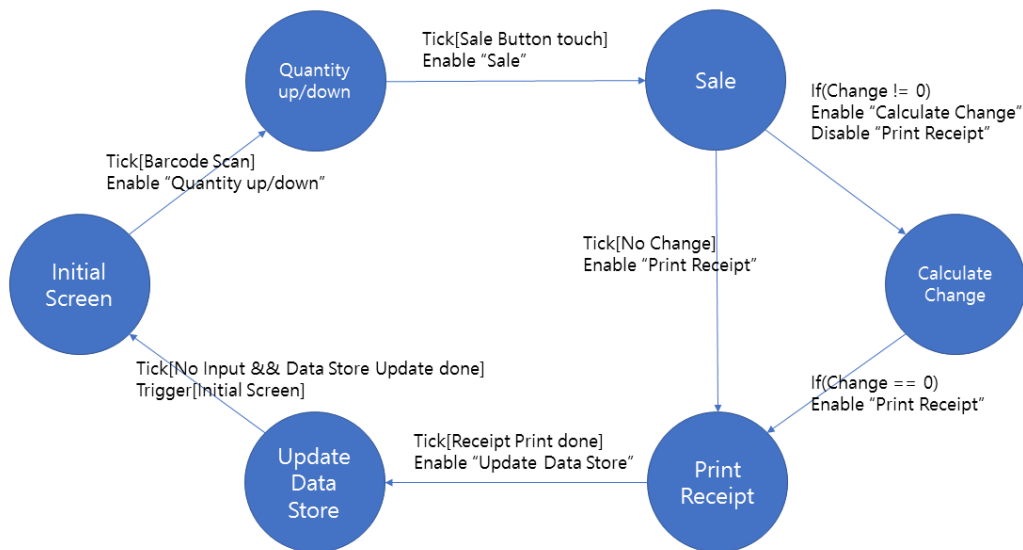 Quantity
up/down
Tick[Sale Button touch]
Enable “Sale”
Sale
If(Change != 0)
Enable “Calculate Change”
Disable “Print Receipt”
Tick[Barcode Scan]
Enable “Quantity up/down”
Initial
Screen
Tick[No Change]
Enable “Print Receipt”
Calculate
Change
Tick[No Input && Data Store Update done]
Trigger[Initial Screen]
If(Change == 0)
Enable “Print Receipt”
Update
Data
Store
Tick[Receipt Print done]
Enable “Update Data Store”
Print
Receipt